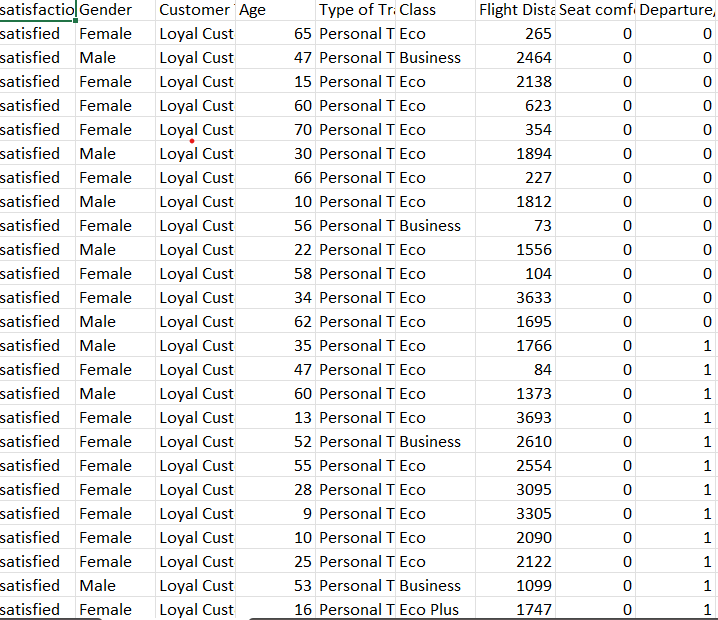 satisfactio Gender Customer Age Type of Tra Class Flight Dista Seat comfo Departure/
satisfied Female Loyal Cust 65 Personal T Eco 265 0 0
satisfied Male Loyal Cust 47 Personal T Business 2464 0 0
satisfied Female Loyal Cust 15 Personal T Eco 2138 0 0
satisfied Female Loyal Cust 60 Personal T Eco 623 0 0
satisfied Female Loyal Cust 70 Personal T Eco 354 0 0
satisfied Male Loyal Cust 30 Personal T Eco 1894 0 0
satisfied Female Loyal Cust 66 Personal T Eco 227 0 0
satisfied Male Loyal Cust 10 Personal T Eco 1812 0 0
satisfied Female Loyal Cust 56 Personal T Business 73 0 0
satisfied Male Loyal Cust 22 Personal T Eco 1556 0 0
satisfied Female Loyal Cust 58 Personal T Eco 104 0 0
satisfied Female Loyal Cust 34 Personal T Eco 3633 0 0
satisfied Male Loyal Cust 62 Personal T Eco 1695 0 0
satisfied Male Loyal Cust 35 Personal T Eco 1766 0 1
satisfied Female Loyal Cust 47 Personal T Eco 84 0 1
satisfied Male Loyal Cust 60 Personal T Eco 1373 0 1
satisfied Female Loyal Cust 13 Personal T Eco 3693 0 1
satisfied Female Loyal Cust 52 Personal T Business 2610 0 1
satisfied Female Loyal Cust 55 Personal T Eco 2554 0 1
satisfied Female Loyal Cust 28 Personal T Eco 3095 0 1
satisfied Female Loyal Cust 9 Personal T Eco 3305 0 1
satisfied Female Loyal Cust 10 Personal T Eco 2090 0 1
satisfied Female Loyal Cust 25 Personal T Eco 2122 0 1
satisfied Male Loyal Cust 53 Personal T Business 1099 0 1
satisfied Female Loyal Cust 16 Personal T Eco Plus 1747 0 1